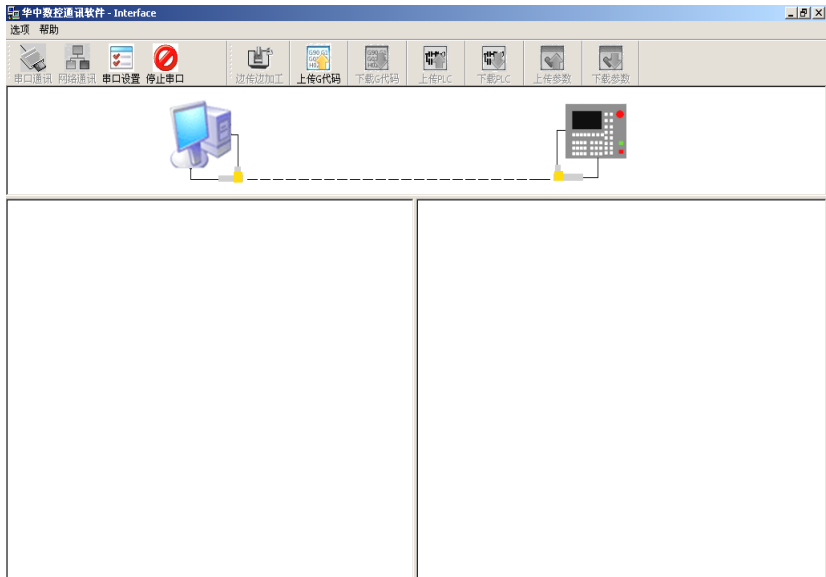 华中数控通讯软件 - Interface
选项 帮助
串口通讯 网络通讯 串口设置 停止串口 边传边加工 上传G代码 下载G代码 上传PLC 下载PLC 上传参数 下载参数